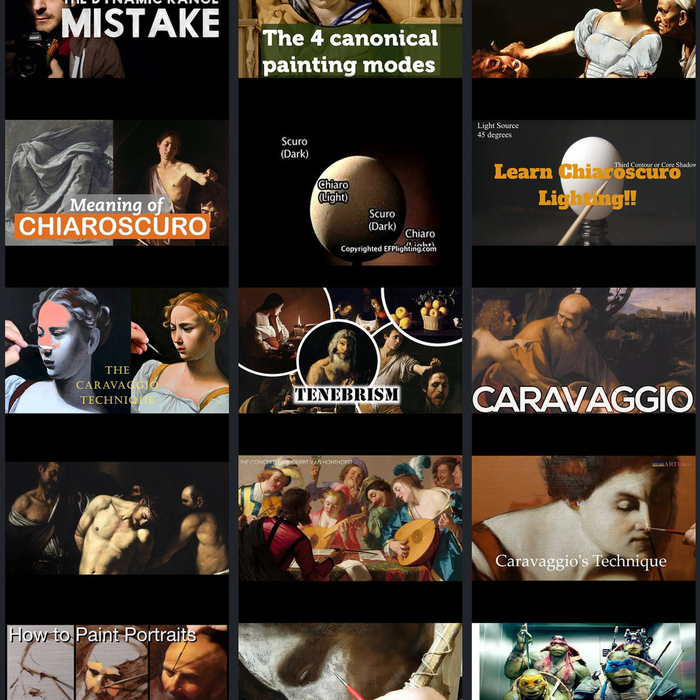 THE DYNAMIC RANGE
MISTAKE
The 4 canonical
painting modes
Meaning of
CHIAROSCURO
Scuro
(Dark)
Chiaro
(Light)
Scuro
(Dark)
Chiaro
(Light)
Copyrighted EFPlighting.com
Light Source
45 degrees
Third Contour or Core Shadow
Learn Chiaroscuro
Lighting!!
THE
CARAVAGGIO
TECHNIQUE
TENEBRISM
CARAVAGGIO
THE CONCERT
GERRIT VAN HONTHORST
Caravaggio's Technique
How to Paint Portraits